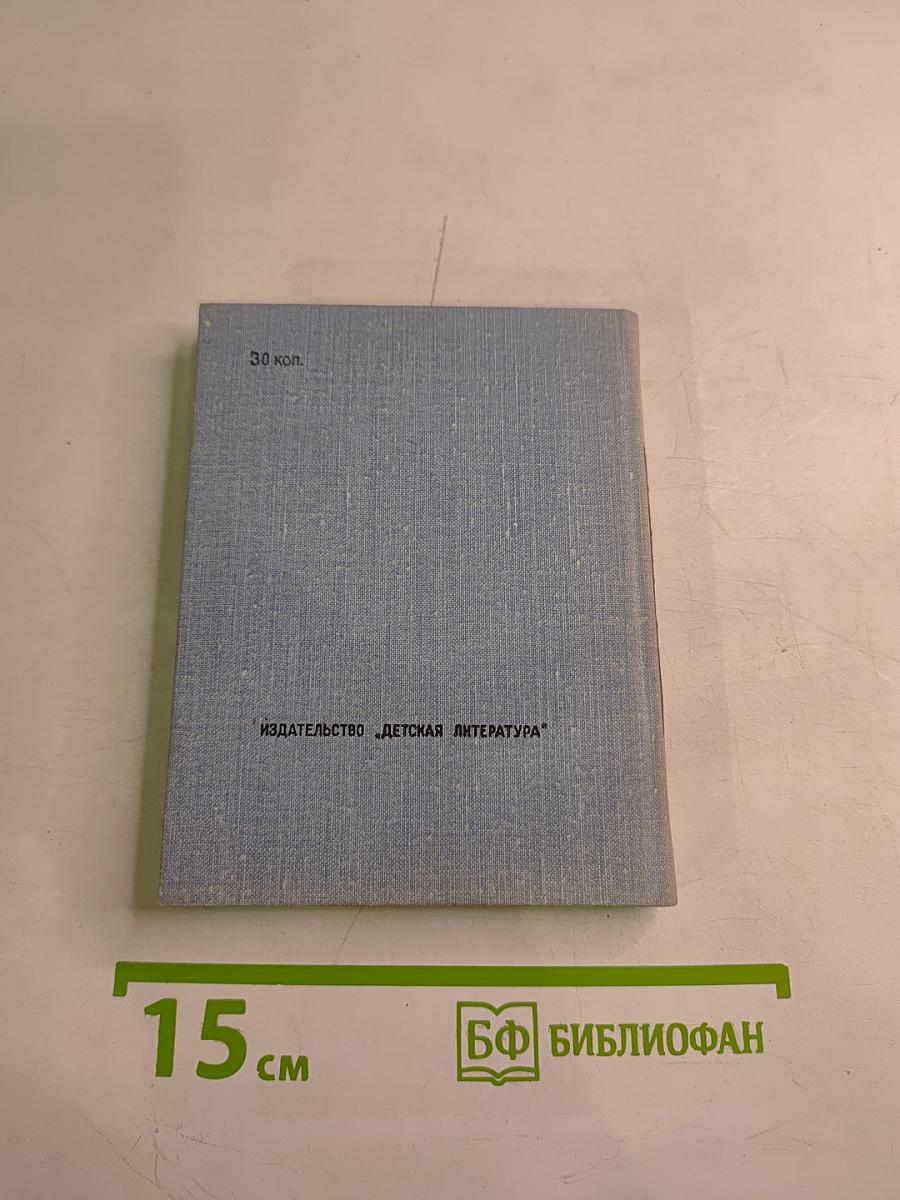 30 коп.
ИЗДАТЕЛЬСТВО „ДЕТСКАЯ ЛИТЕРАТУРА"
15 см
БФ БИБЛИОФАН